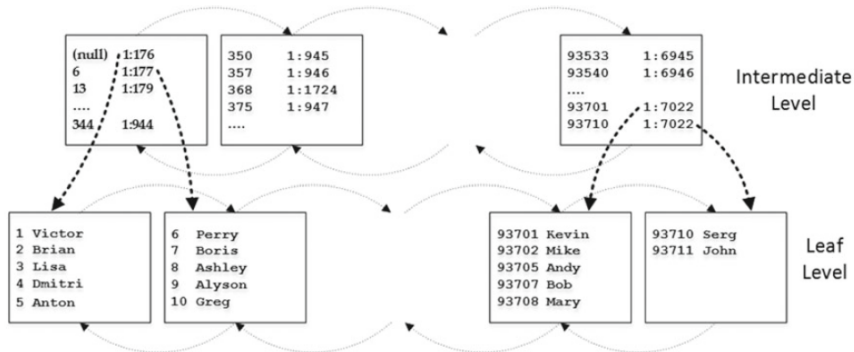 (null) 1:176
6 1:177
13 1:179
....
344 1:944
350 1:945
357 1:946
368 1:1724
375 1:947
....
93533 1:6945
93540 1:6946
....
93701 1:7022
93710 1:7022
Intermediate
Level
1 Victor
2 Brian
3 Lisa
4 Dmitri
5 Anton
6 Perry
7 Boris
8 Ashley
9 Alyson
10 Greg
93701 Kevin
93702 Mike
93705 Andy
93707 Bob
93708 Mary
93710 Serg
93711 John
Leaf
Level